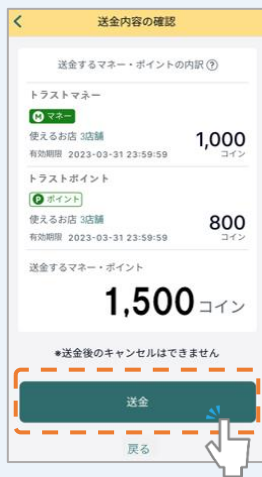 送金内容の確認
送金するマネー・ポイントの内訳 ?
トラストマネー
M マネー
使えるお店 3店舗
1,000
有効期限 2023-03-31 23:59:59
コイン
トラストポイント
P ポイント
使えるお店 3店舗
800
有効期限 2023-03-31 23:59:59
コイン
送金するマネー・ポイント
1,500 コイン
*送金後のキャンセルはできません
送金
戻る